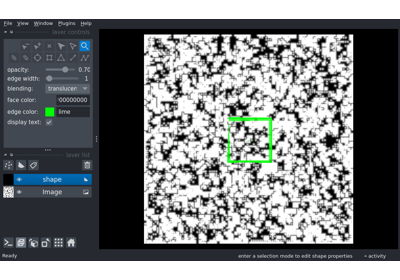 File View Window Plugins Help
layer controls
opacity: 0.70
edge width: 1
blending: translucen
face color: 00000000
edge color: lime
display text:
layer list
shape
Image
Ready
enter a selection mode to edit shape properties
activity